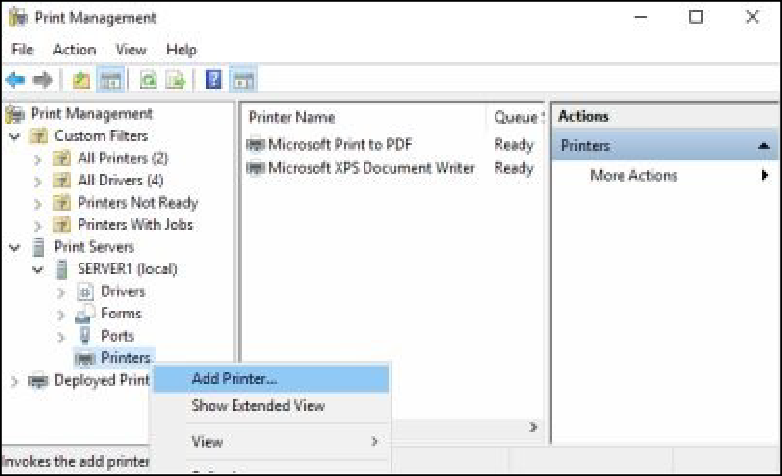 Print Management
File Action View Help
Print Management
Custom Filters
All Printers (2)
All Drivers (4)
Printers Not Ready
Printers With Jobs
Print Servers
SERVER1 (local)
Drivers
Forms
Ports
Printers
Deployed Print
Printer Name Queue
Microsoft Print to PDF Ready
Microsoft XPS Document Writer Ready
Actions
Printers
More Actions
Add Printer...
Show Extended View
View
Invokes the add printer